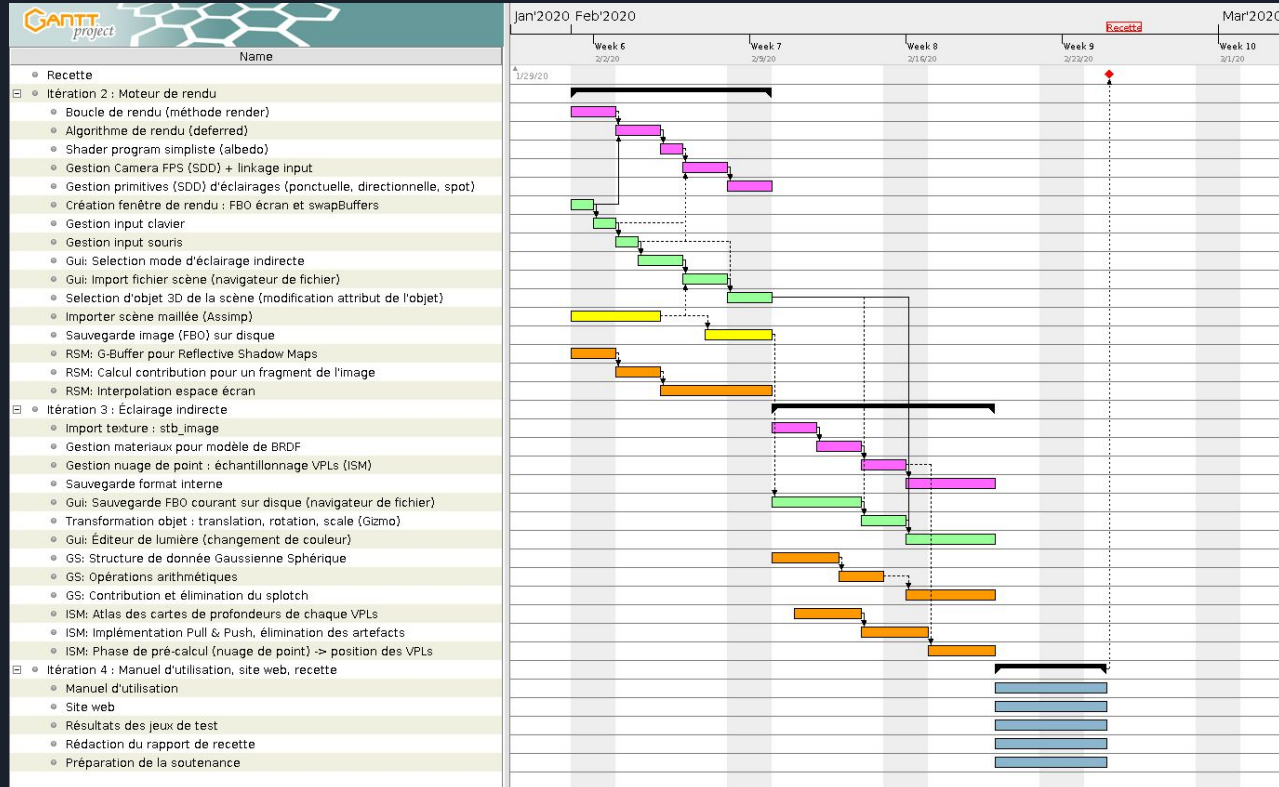 GANTT
project
Name
Recette
Itération 2 : Moteur de rendu
Boucle de rendu (méthode render)
Algorithme de rendu (deferred)
Shader program simpliste (albedo)
Gestion Camera FPS (SDD) + linkage input
Gestion primitives (SDD) d'éclairages (ponctuelle, directionnelle, spot)
Création fenêtre de rendu : FBO écran et swapBuffers
Gestion input clavier
Gestion input souris
Gui: Selection mode d'éclairage indirecte
Gui: Import fichier scène (navigateur de fichier)
Selection d'objet 3D de la scène (modification attribut de l'objet)
Importer scène maillée (Assimp)
Sauvegarde image (FBO) sur disque
RSM: G-Buffer pour Reflective Shadow Maps
RSM: Calcul contribution pour un fragment de l'image
RSM: Interpolation espace écran
Itération 3 : Éclairage indirecte
Import texture : stb_image
Gestion materiaux pour modèle de BRDF
Gestion nuage de point : échantillonnage VPLs (ISM)
Sauvegarde format interne
Gui: Sauvegarde FBO courant sur disque (navigateur de fichier)
Transformation objet : translation, rotation, scale (Gizmo)
Gui: Éditeur de lumière (changement de couleur)
GS: Structure de donnée Gaussienne Sphérique
GS: Opérations arithmétiques
GS: Contribution et élimination du splotch
ISM: Atlas des cartes de profondeurs de chaque VPLs
ISM: Implémentation Pull & Push, élimination des artefacts
ISM: Phase de pré-calcul (nuage de point) -> position des VPLs
Itération 4 : Manuel d'utilisation, site web, recette
Manuel d'utilisation
Site web
Résultats des jeux de test
Rédaction du rapport de recette
Préparation de la soutenance
Jan'2020 Feb'2020 Mar'2020
Recette
Week 6 Week 7 Week 8 Week 9 Week 10
2/2/20 2/9/20 2/16/20 2/23/20 3/1/20
1/29/20